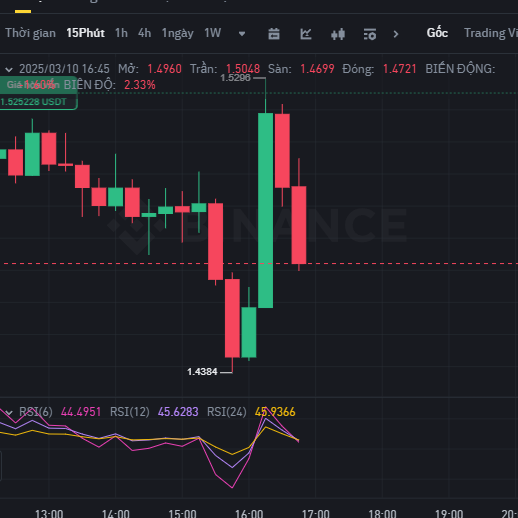 Thời gian 15Phút 1h 4h 1ngày 1W Gốc Trading Vi
2025/03/10 16:45 Mở: 1.4960 Trần: 1.5048 Sàn: 1.4699 Đóng: 1.4721 BIẾN ĐỘNG:
BIÊN ĐỘ: 2.33%
1.525228 USDT
1.5296
BINANCE
1.4384
RSI(6) 44.4951 RSI(12) 45.6283 RSI(24) 45.9366
13:00 14:00 15:00 16:00 17:00 18:00 19:00 20: